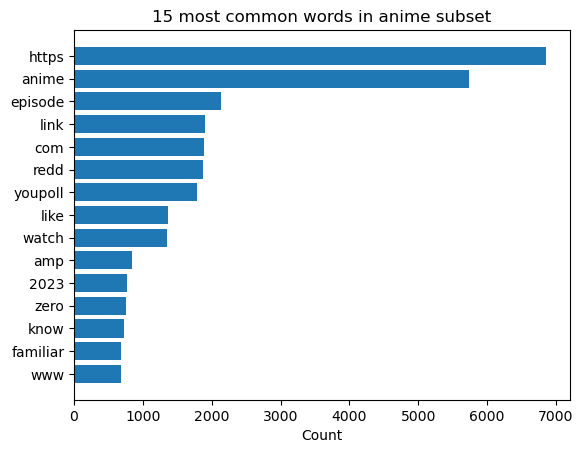 15 most common words in anime subset
https
anime
episode
link
com
redd
youpoll
like
watch
amp
2023
zero
know
familiar
www
0 1000 2000 3000 4000 5000 6000 7000
Count